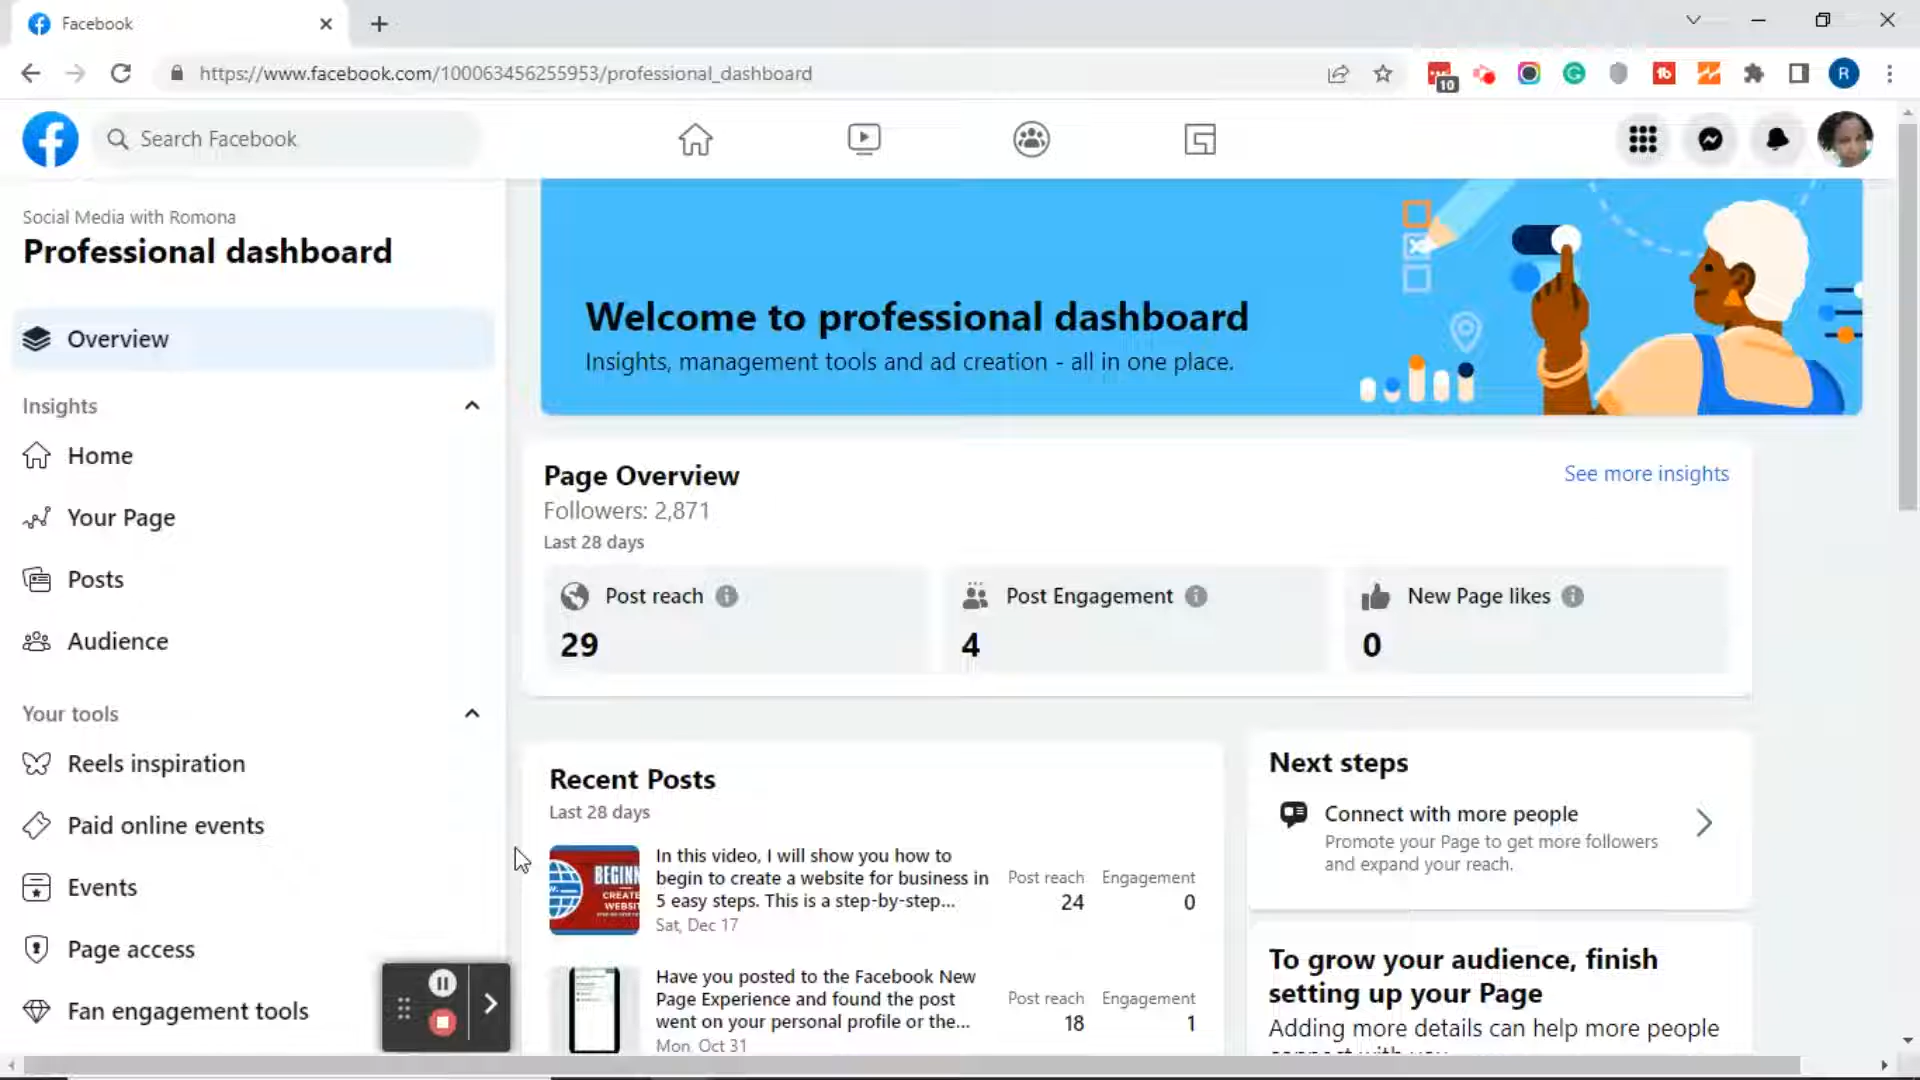 Facebook
https://www.facebook.com/100063456255953/professional_dashboard
10
R
Search Facebook
Social Media with Romona
Professional dashboard
Overview
Insights
Home
Your Page
Posts
Audience
Your tools
Reels inspiration
Paid online events
Events
Page access
Fan engagement tools
Welcome to professional dashboard
Insights, management tools and ad creation - all in one place.
Page Overview
See more insights
Followers: 2,871
Last 28 days
Post reach
29
Post Engagement
4
New Page likes
0
Recent Posts
Last 28 days
BEGINN
CREATE
WEBSIT
In this video, I will show you how to
begin to create a website for business in
5 easy steps. This is a step-by-step...
Sat, Dec 17
Post reach
24
Engagement
0
Have you posted to the Facebook New
Page Experience and found the post
went on your personal profile or the...
Mon, Oct 31
Post reach
18
Engagement
1
Next steps
Connect with more people
Promote your Page to get more followers
and expand your reach.
To grow your audience, finish
setting up your Page
Adding more details can help more people